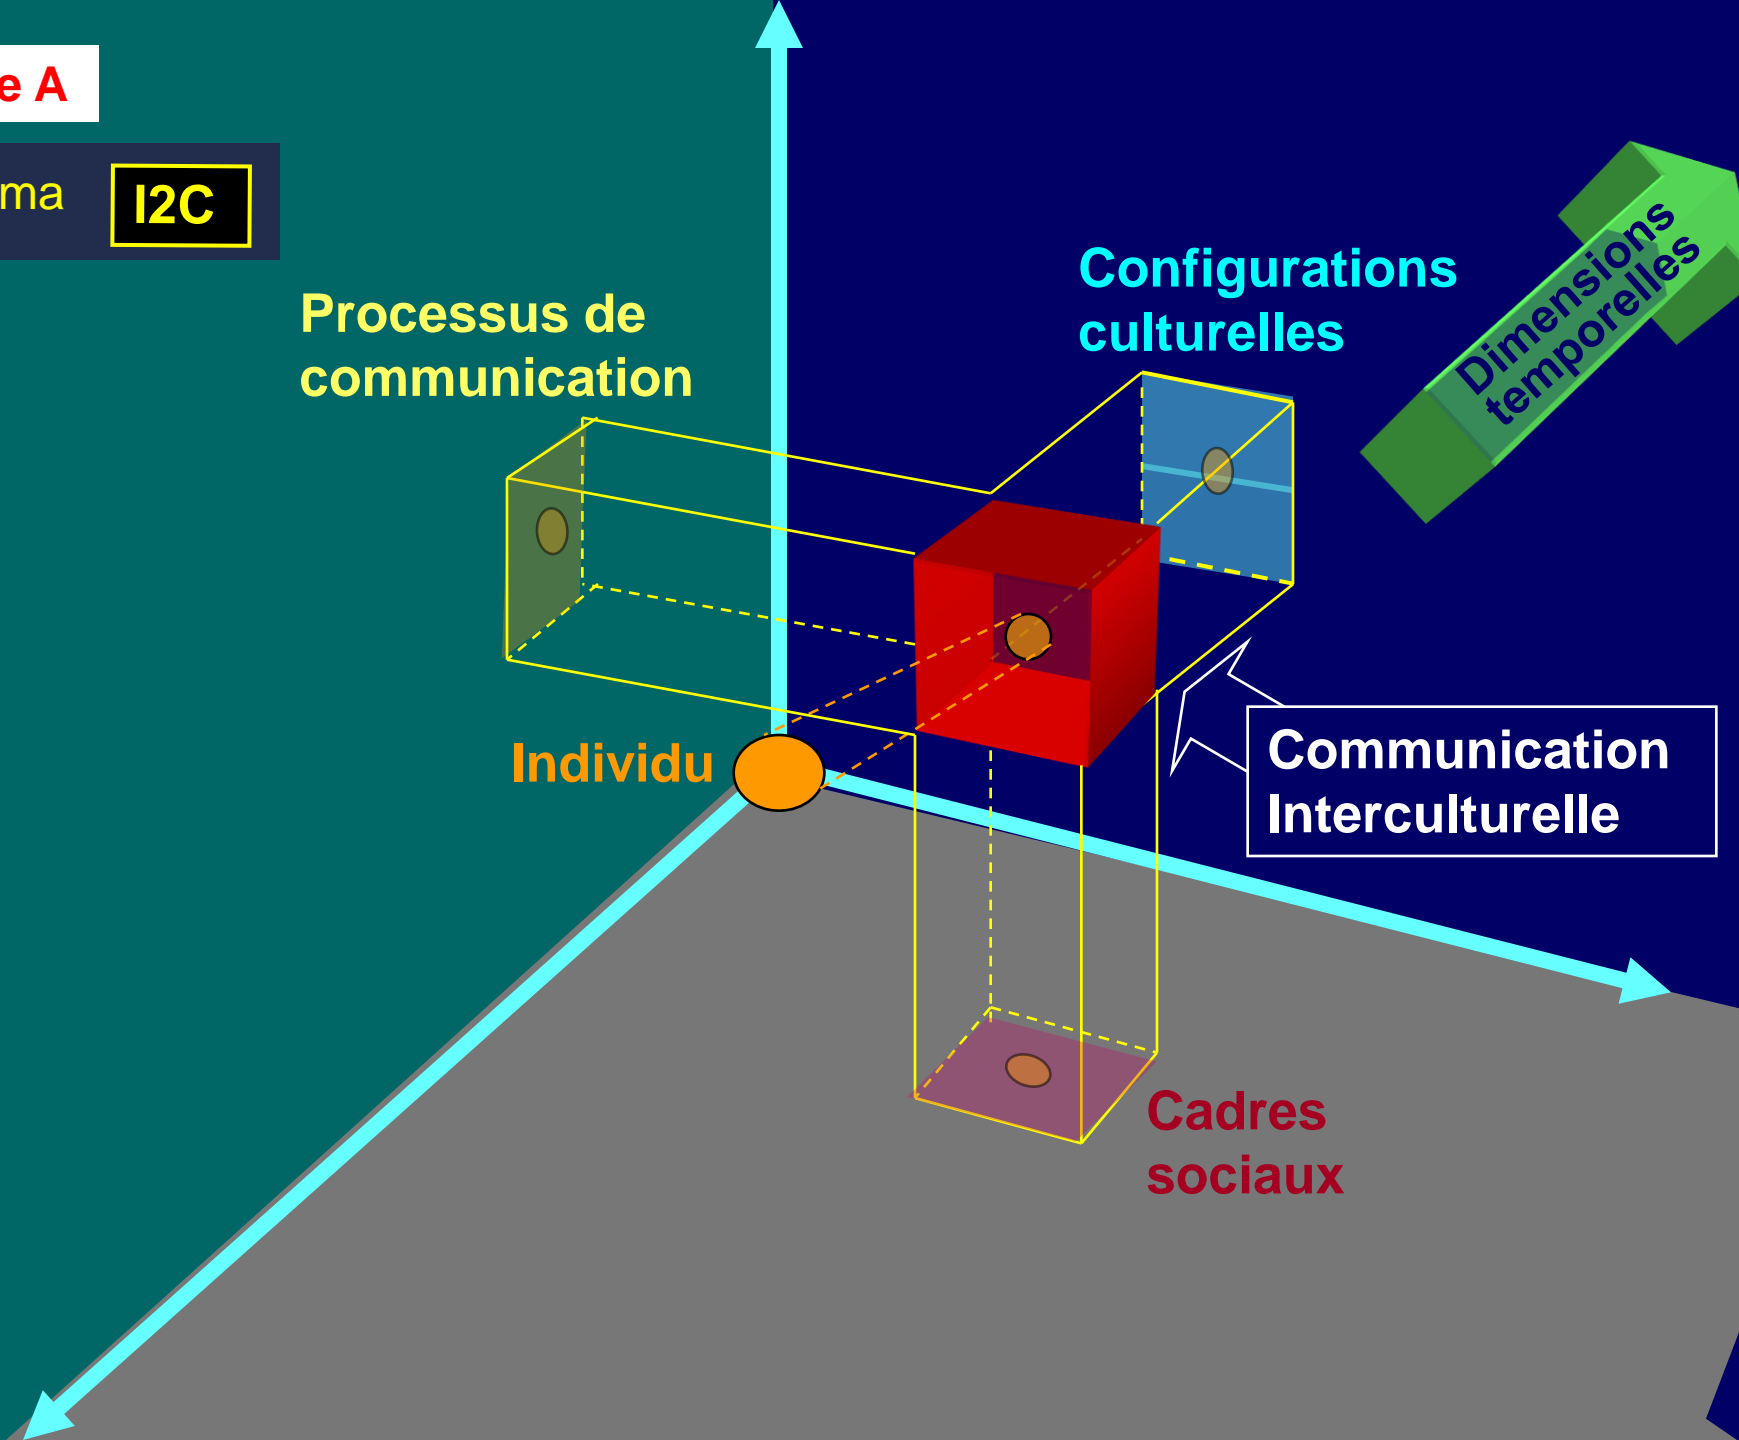 e A
ma
I2C
Processus de
communication
Configurations
culturelles
Dimensions
temporelles
Individu
Communication
Interculturelle
Cadres
sociaux